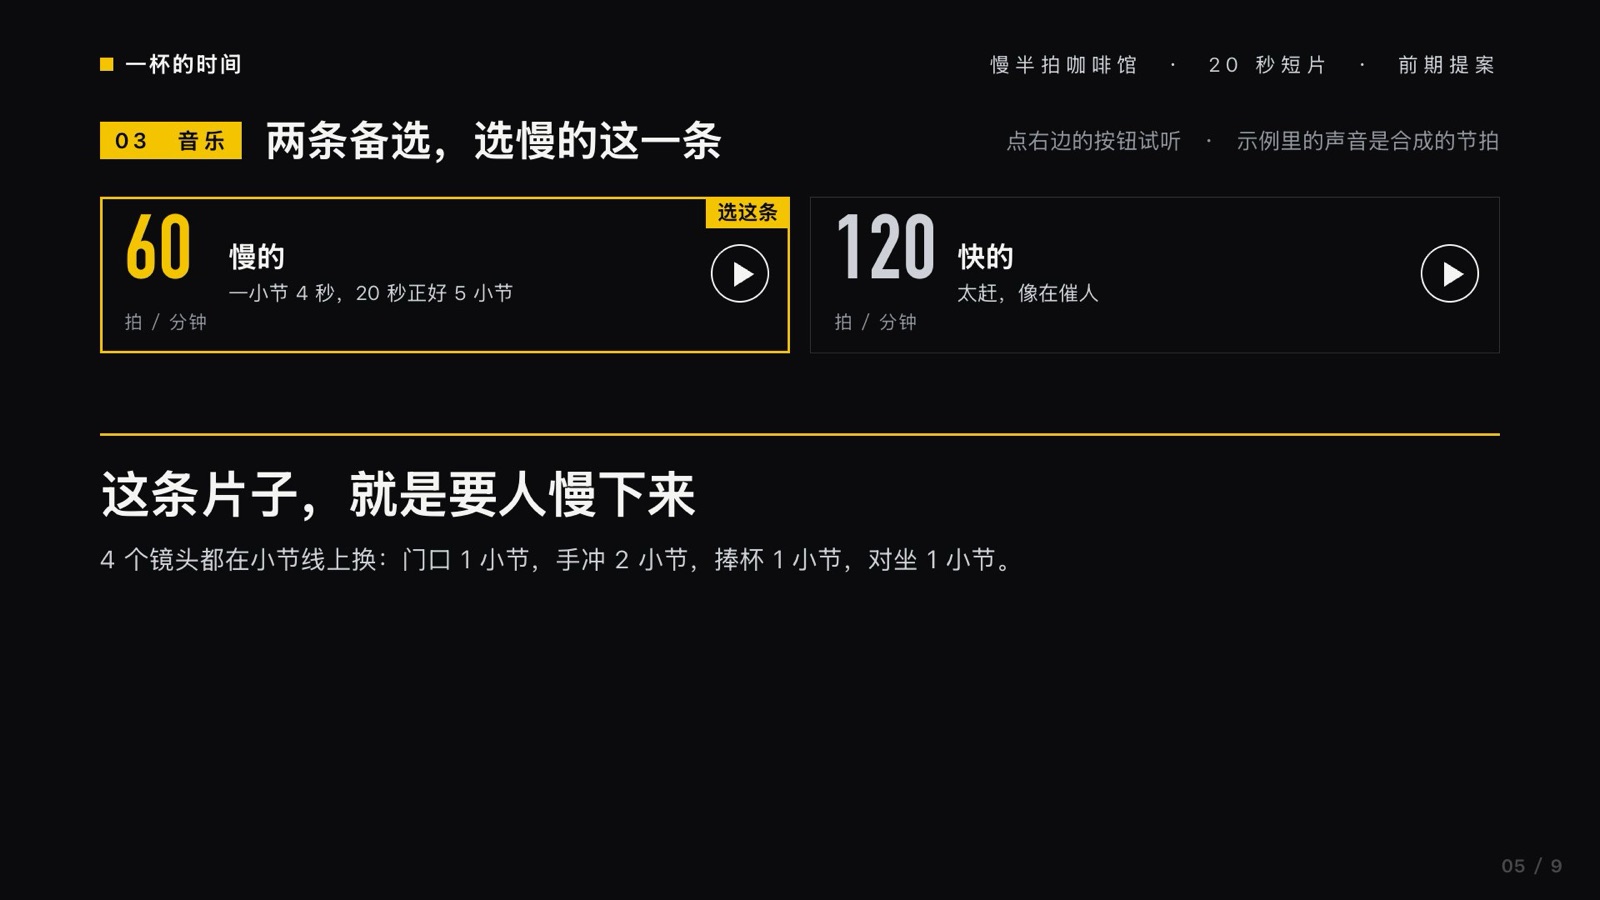 一杯的时间
慢半拍咖啡馆 · 20 秒短片 · 前期提案
03 音乐
两条备选，选慢的这一条
点右边的按钮试听 · 示例里的声音是合成的节拍
选这条
60
慢的
一小节 4 秒，20 秒正好 5 小节
拍 / 分钟
120
快的
太赶，像在催人
拍 / 分钟
这条片子，就是要人慢下来
4 个镜头都在小节线上换：门口 1 小节，手冲 2 小节，捧杯 1 小节，对坐 1 小节。
05 / 9